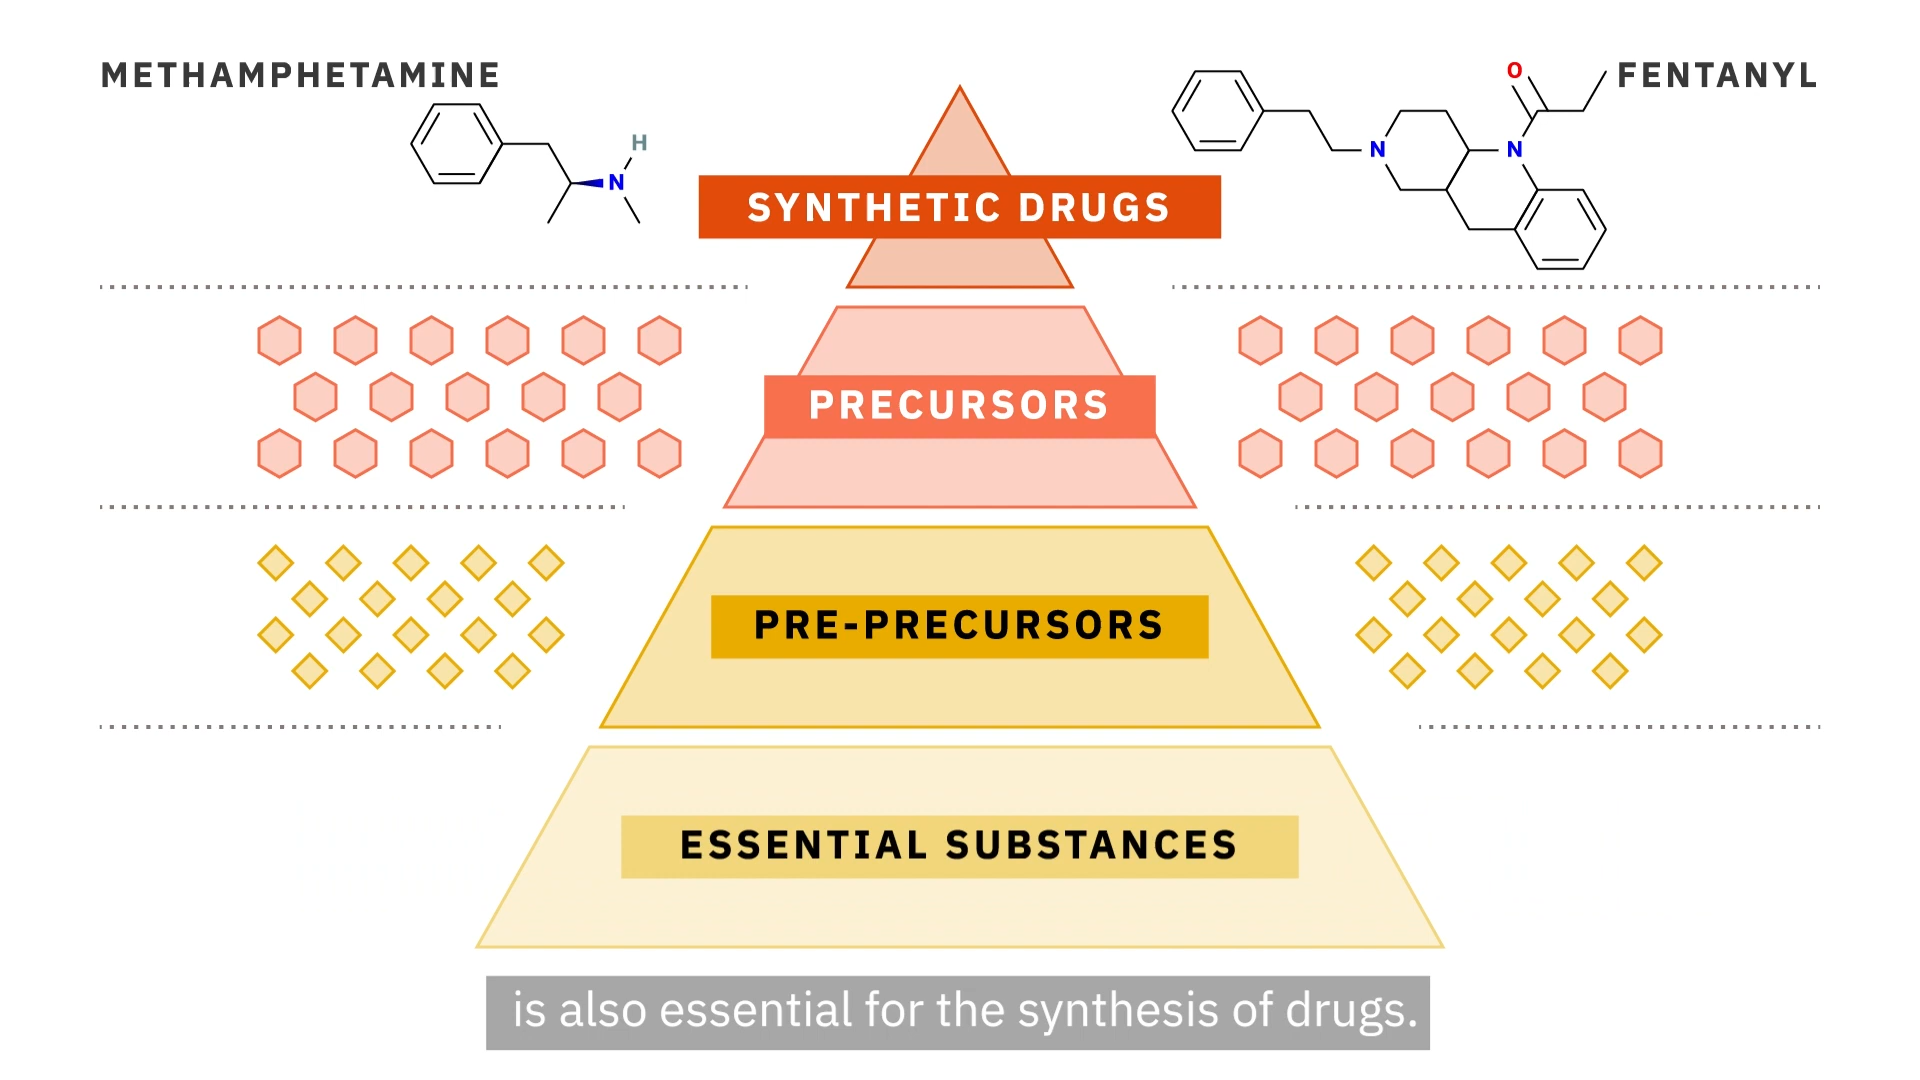 METHAMPHETAMINE
FENTANYL
H
N
O
N
N
SYNTHETIC DRUGS
PRECURSORS
PRE-PRECURSORS
ESSENTIAL SUBSTANCES
is also essential for the synthesis of drugs.